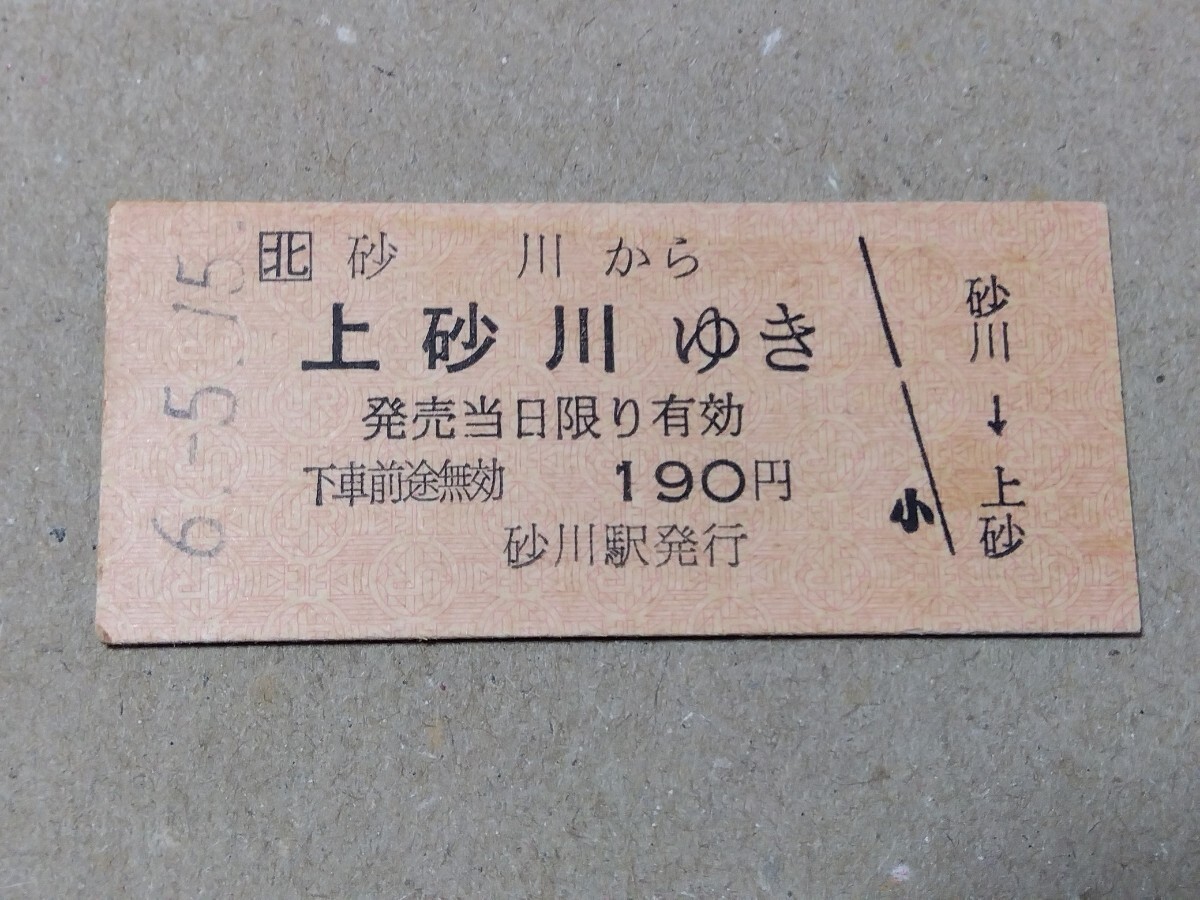 6.-5.15.
北 砂川から
上砂川ゆき
発売当日限り有効
下車前途無効 190円
砂川駅発行
小
砂川→上砂